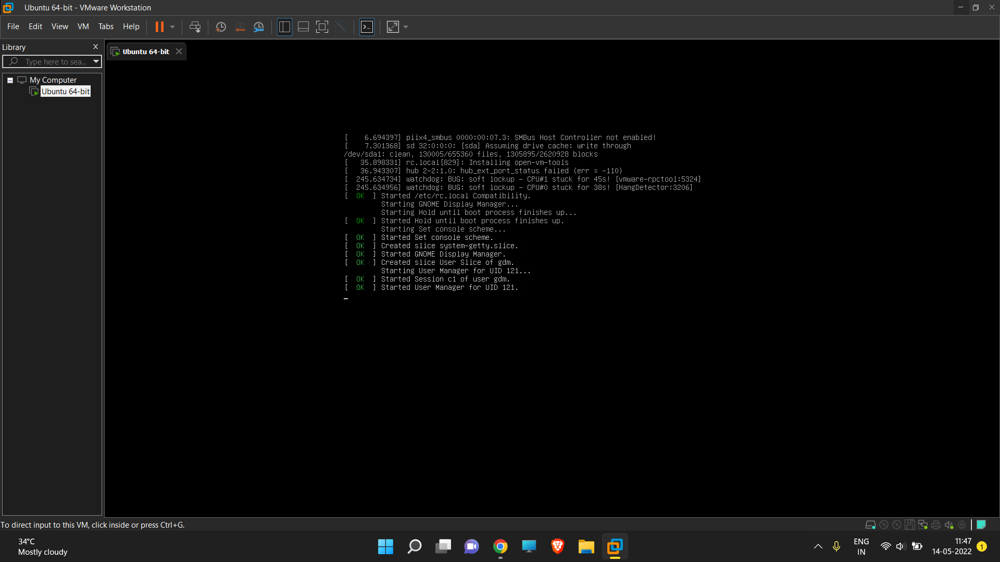 Ubuntu 64-bit - VMware Workstation
File Edit View VM Tabs Help
Library
Type here to sea...
My Computer
Ubuntu 64-bit
Ubuntu 64-bit
[    6.694397] piix4_smbus 0000:00:07.3: SMBus Host Controller not enabled!
[    7.301368] sd 32:0:0:0: [sda] Assuming drive cache: write through
/dev/sda1: clean, 130005/655360 files, 1305895/2620928 blocks
[   35.898331] rc.local[829]: Installing open-vm-tools
[   36.943307] hub 2-2:1.0: hub_ext_port_status failed (err = -110)
[  245.634734] watchdog: BUG: soft lockup - CPU#1 stuck for 45s! [vmware-rpctool:5324]
[  245.634956] watchdog: BUG: soft lockup - CPU#0 stuck for 38s! [HangDetector:3206]
[  OK  ] Started /etc/rc.local Compatibility.
Starting GNOME Display Manager...
Starting Hold until boot process finishes up...
[  OK  ] Started Hold until boot process finishes up.
Starting Set console scheme...
[  OK  ] Started Set console scheme.
[  OK  ] Created slice system-getty.slice.
[  OK  ] Started GNOME Display Manager.
[  OK  ] Created slice User Slice of gdm.
Starting User Manager for UID 121...
[  OK  ] Started Session c1 of user gdm.
[  OK  ] Started User Manager for UID 121.
_
To direct input to this VM, click inside or press Ctrl+G.
34°C
Mostly cloudy
ENG
IN
11:47
14-05-2022
1